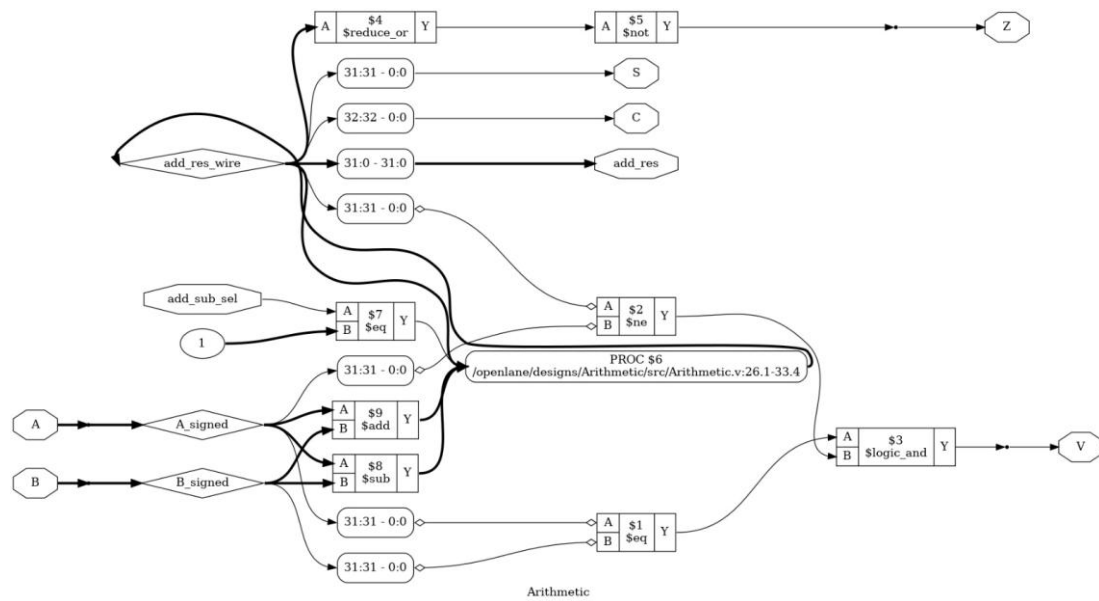 A $4 Y
$reduce_or
A $5 Y
$not
Z
31:31 - 0:0
S
32:32 - 0:0
C
add_res_wire
31:0 - 31:0
add_res
31:31 - 0:0
add_sub_sel
A $7 Y
B $eq
1
A $2 Y
B $ne
PROC $6
/openlane/designs/Arithmetic/src/Arithmetic.v:26.1-33.4
31:31 - 0:0
A
A_signed
A $9 Y
B $add
A $3 Y
B $logic_and
V
B
B_signed
A $8 Y
B $sub
31:31 - 0:0
A $1 Y
B $eq
31:31 - 0:0
Arithmetic